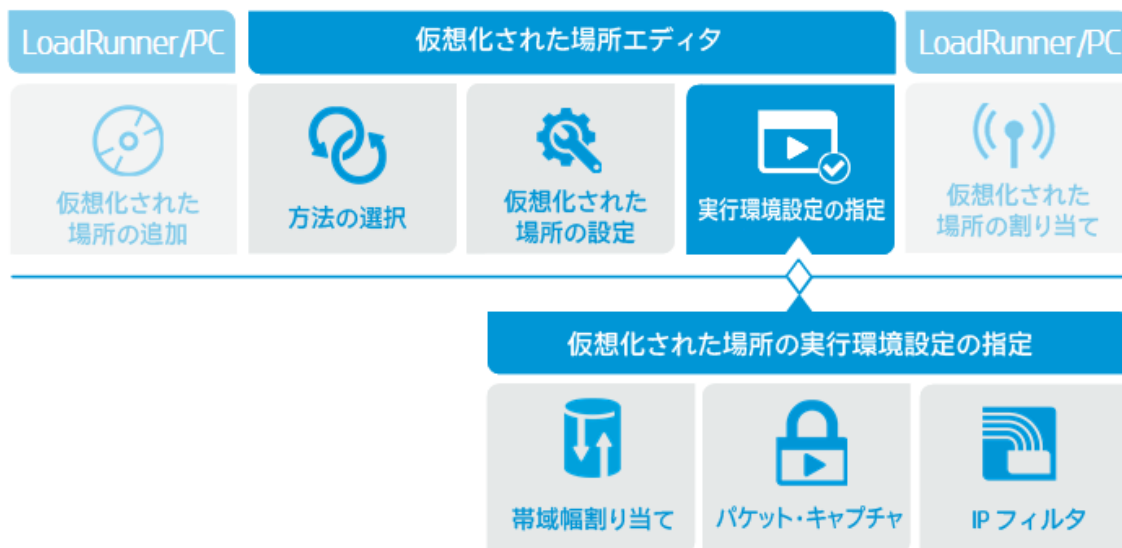 LoadRunner/PC
仮想化された場所エディタ
LoadRunner/PC
仮想化された
場所の追加
方法の選択
仮想化された
場所の設定
実行環境設定の指定
仮想化された
場所の割り当て
仮想化された場所の実行環境設定の指定
帯域幅割り当て
パケット・キャプチャ
IP フィルタ